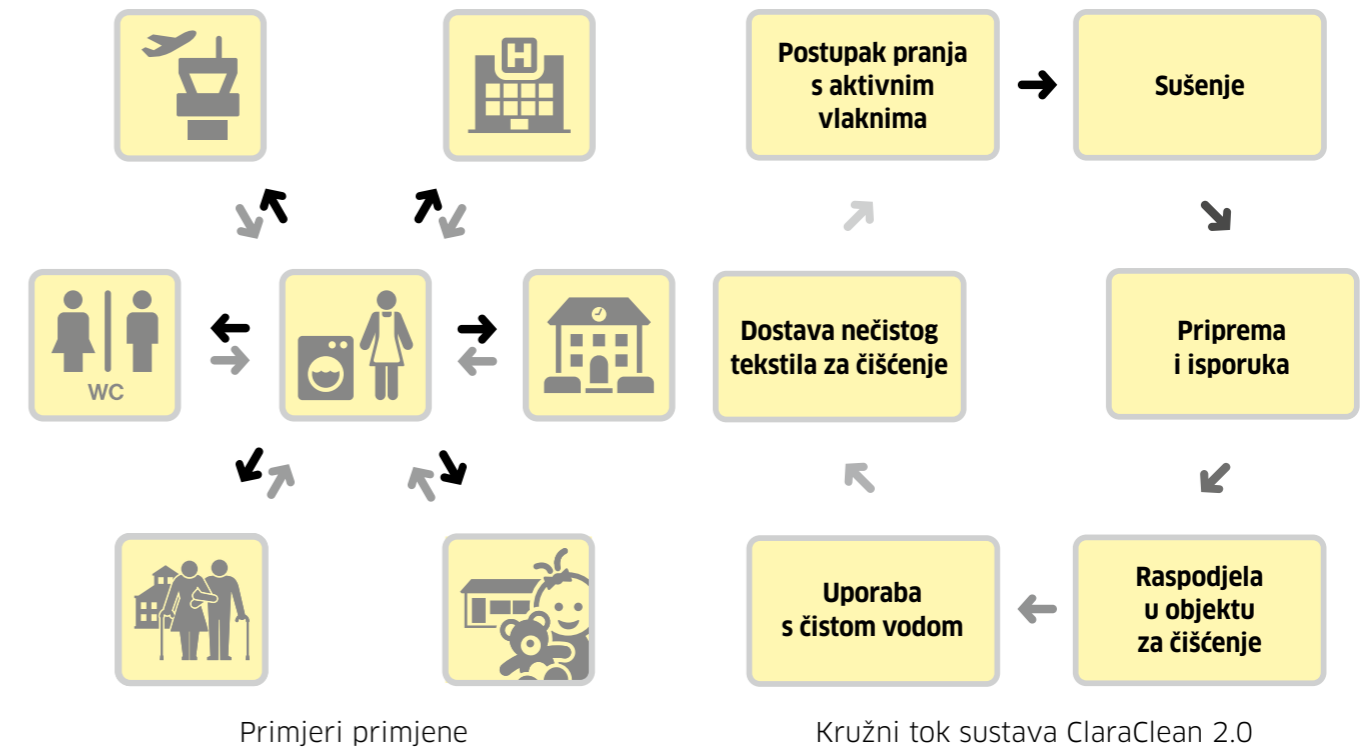 H
WC
Primjeri primjene
Postupak pranja
s aktivnim
vlaknima
Sušenje
Dostava nečistog
tekstila za čišćenje
Priprema
i isporuka
Uporaba
s čistom vodom
Raspodjela
u objektu
za čišćenje
Kružni tok sustava ClaraClean 2.0